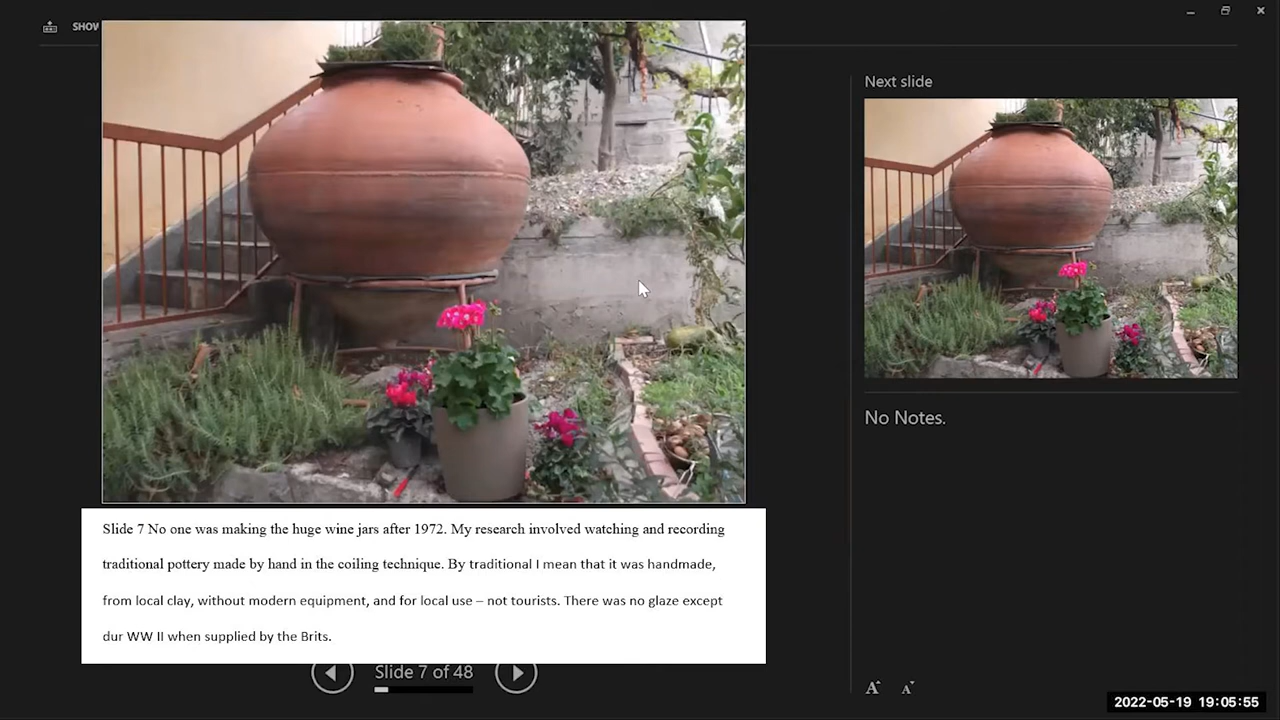 SHOW
Next slide
No Notes.
Slide 7 No one was making the huge wine jars after 1972. My research involved watching and recording
traditional pottery made by hand in the coiling technique. By traditional I mean that it was handmade,
from local clay, without modern equipment, and for local use – not tourists. There was no glaze except
dur WW II when supplied by the Brits.
Slide 7 of 48
A A
2022-05-19 19:05:55